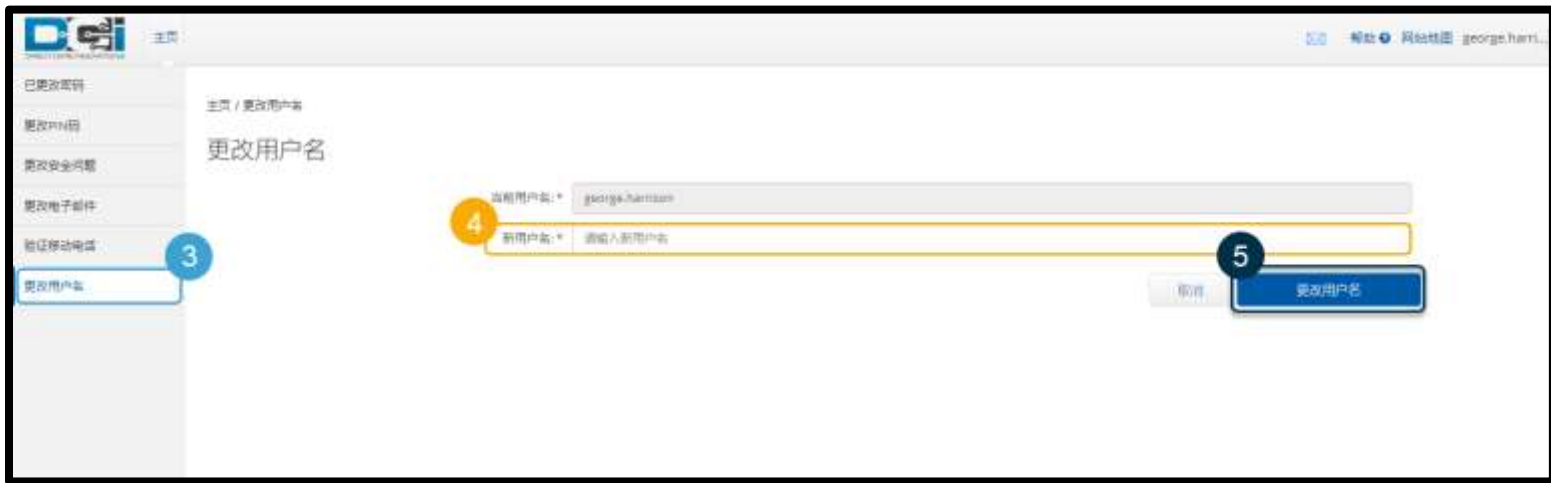 DCi
主页
帮助
网站地图
george.harri...
已更改密码
更改PIN码
更改安全问题
更改电子邮件
验证移动电话
更改用户名
3
主页 / 更改用户名
更改用户名
当前用户名:* george.harrison
4
新用户名:* 请输入新用户名
5
取消
更改用户名